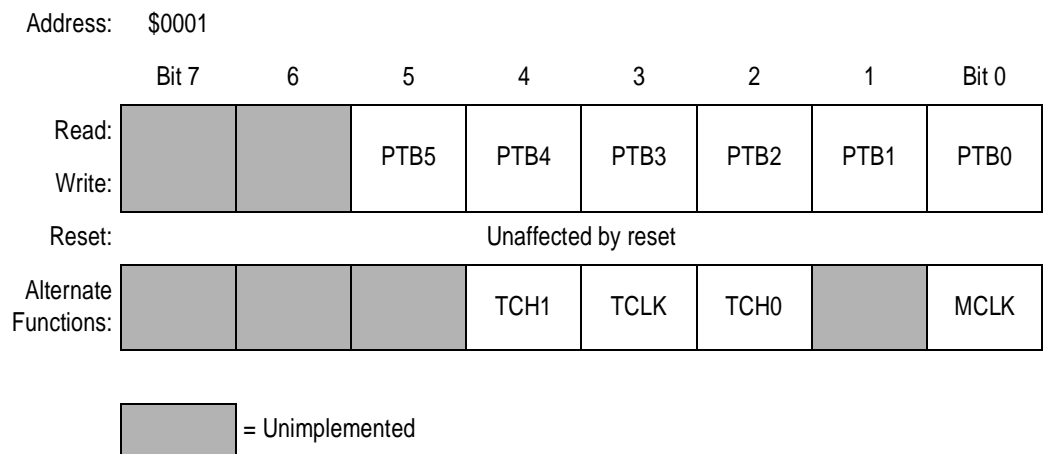 Address: $0001
Bit 7 6 5 4 3 2 1 Bit 0
Read:
PTB5 PTB4 PTB3 PTB2 PTB1 PTB0
Write:
Reset: Unaffected by reset
Alternate
Functions:
TCH1 TCLK TCH0 MCLK
= Unimplemented